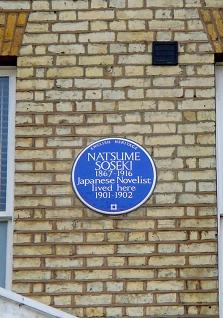 ENGLISH HERITAGE
NATSUME
SOSEKI
1867-1916
Japanese Novelist
lived here
1901-1902